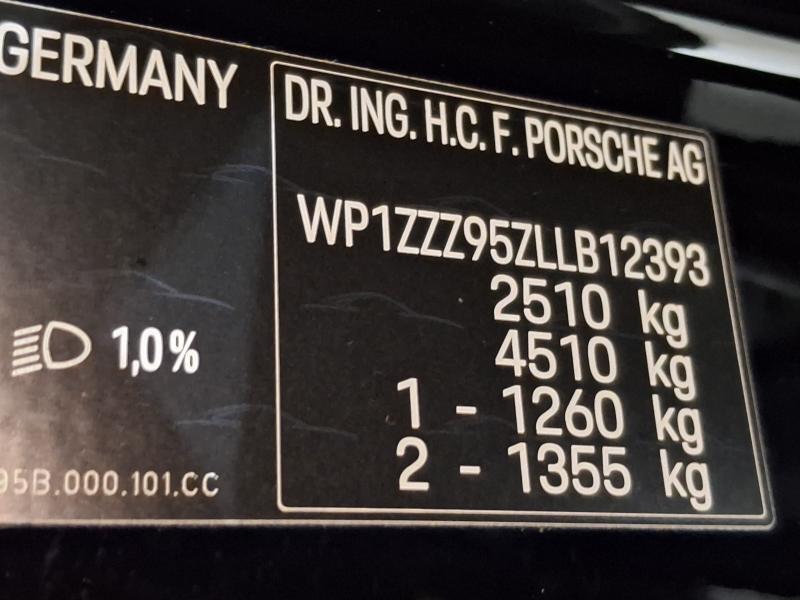 GERMANY
DR. ING. H.C. F. PORSCHE AG
WP1ZZZ95ZLLB12393
2510 kg
4510 kg
1 - 1260 kg
2 - 1355 kg
1,0%
95B.000.101.CC